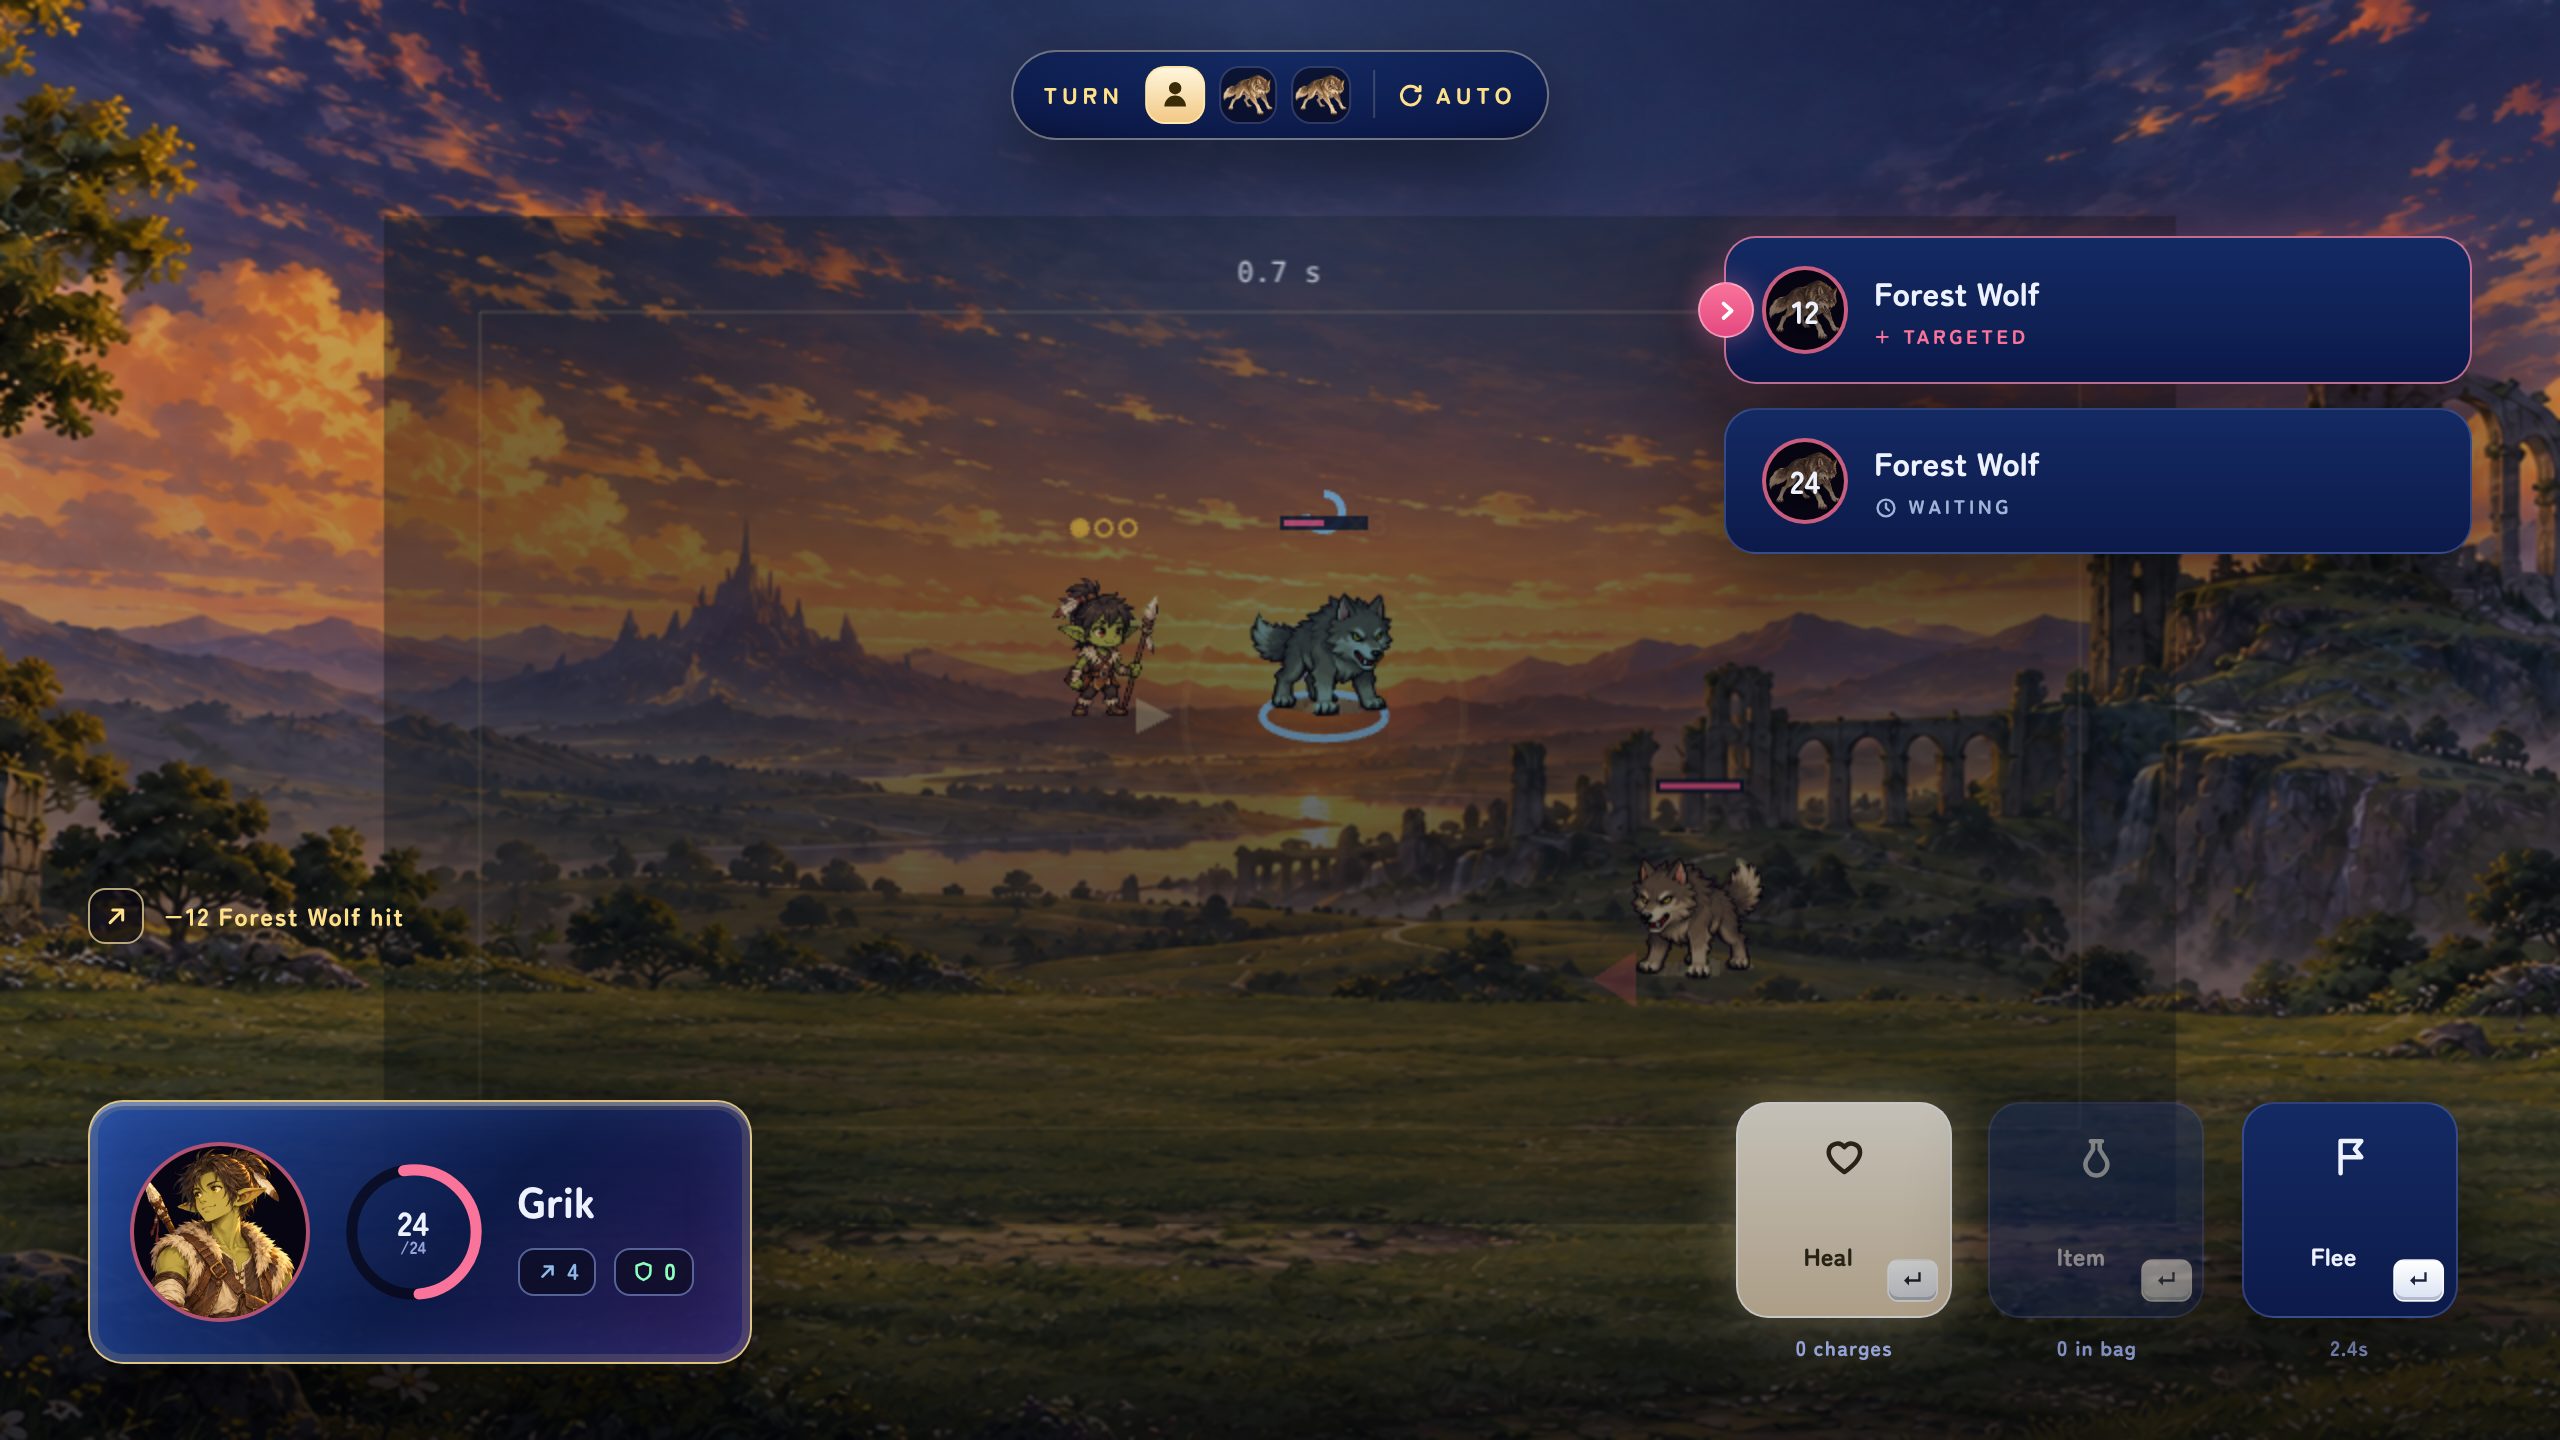 TURN AUTO
0.7 s
12 Forest Wolf
+ TARGETED
24 Forest Wolf
WAITING
−12 Forest Wolf hit
24
/24
Grik
4 0
Heal
Item
Flee
0 charges
0 in bag
2.4s